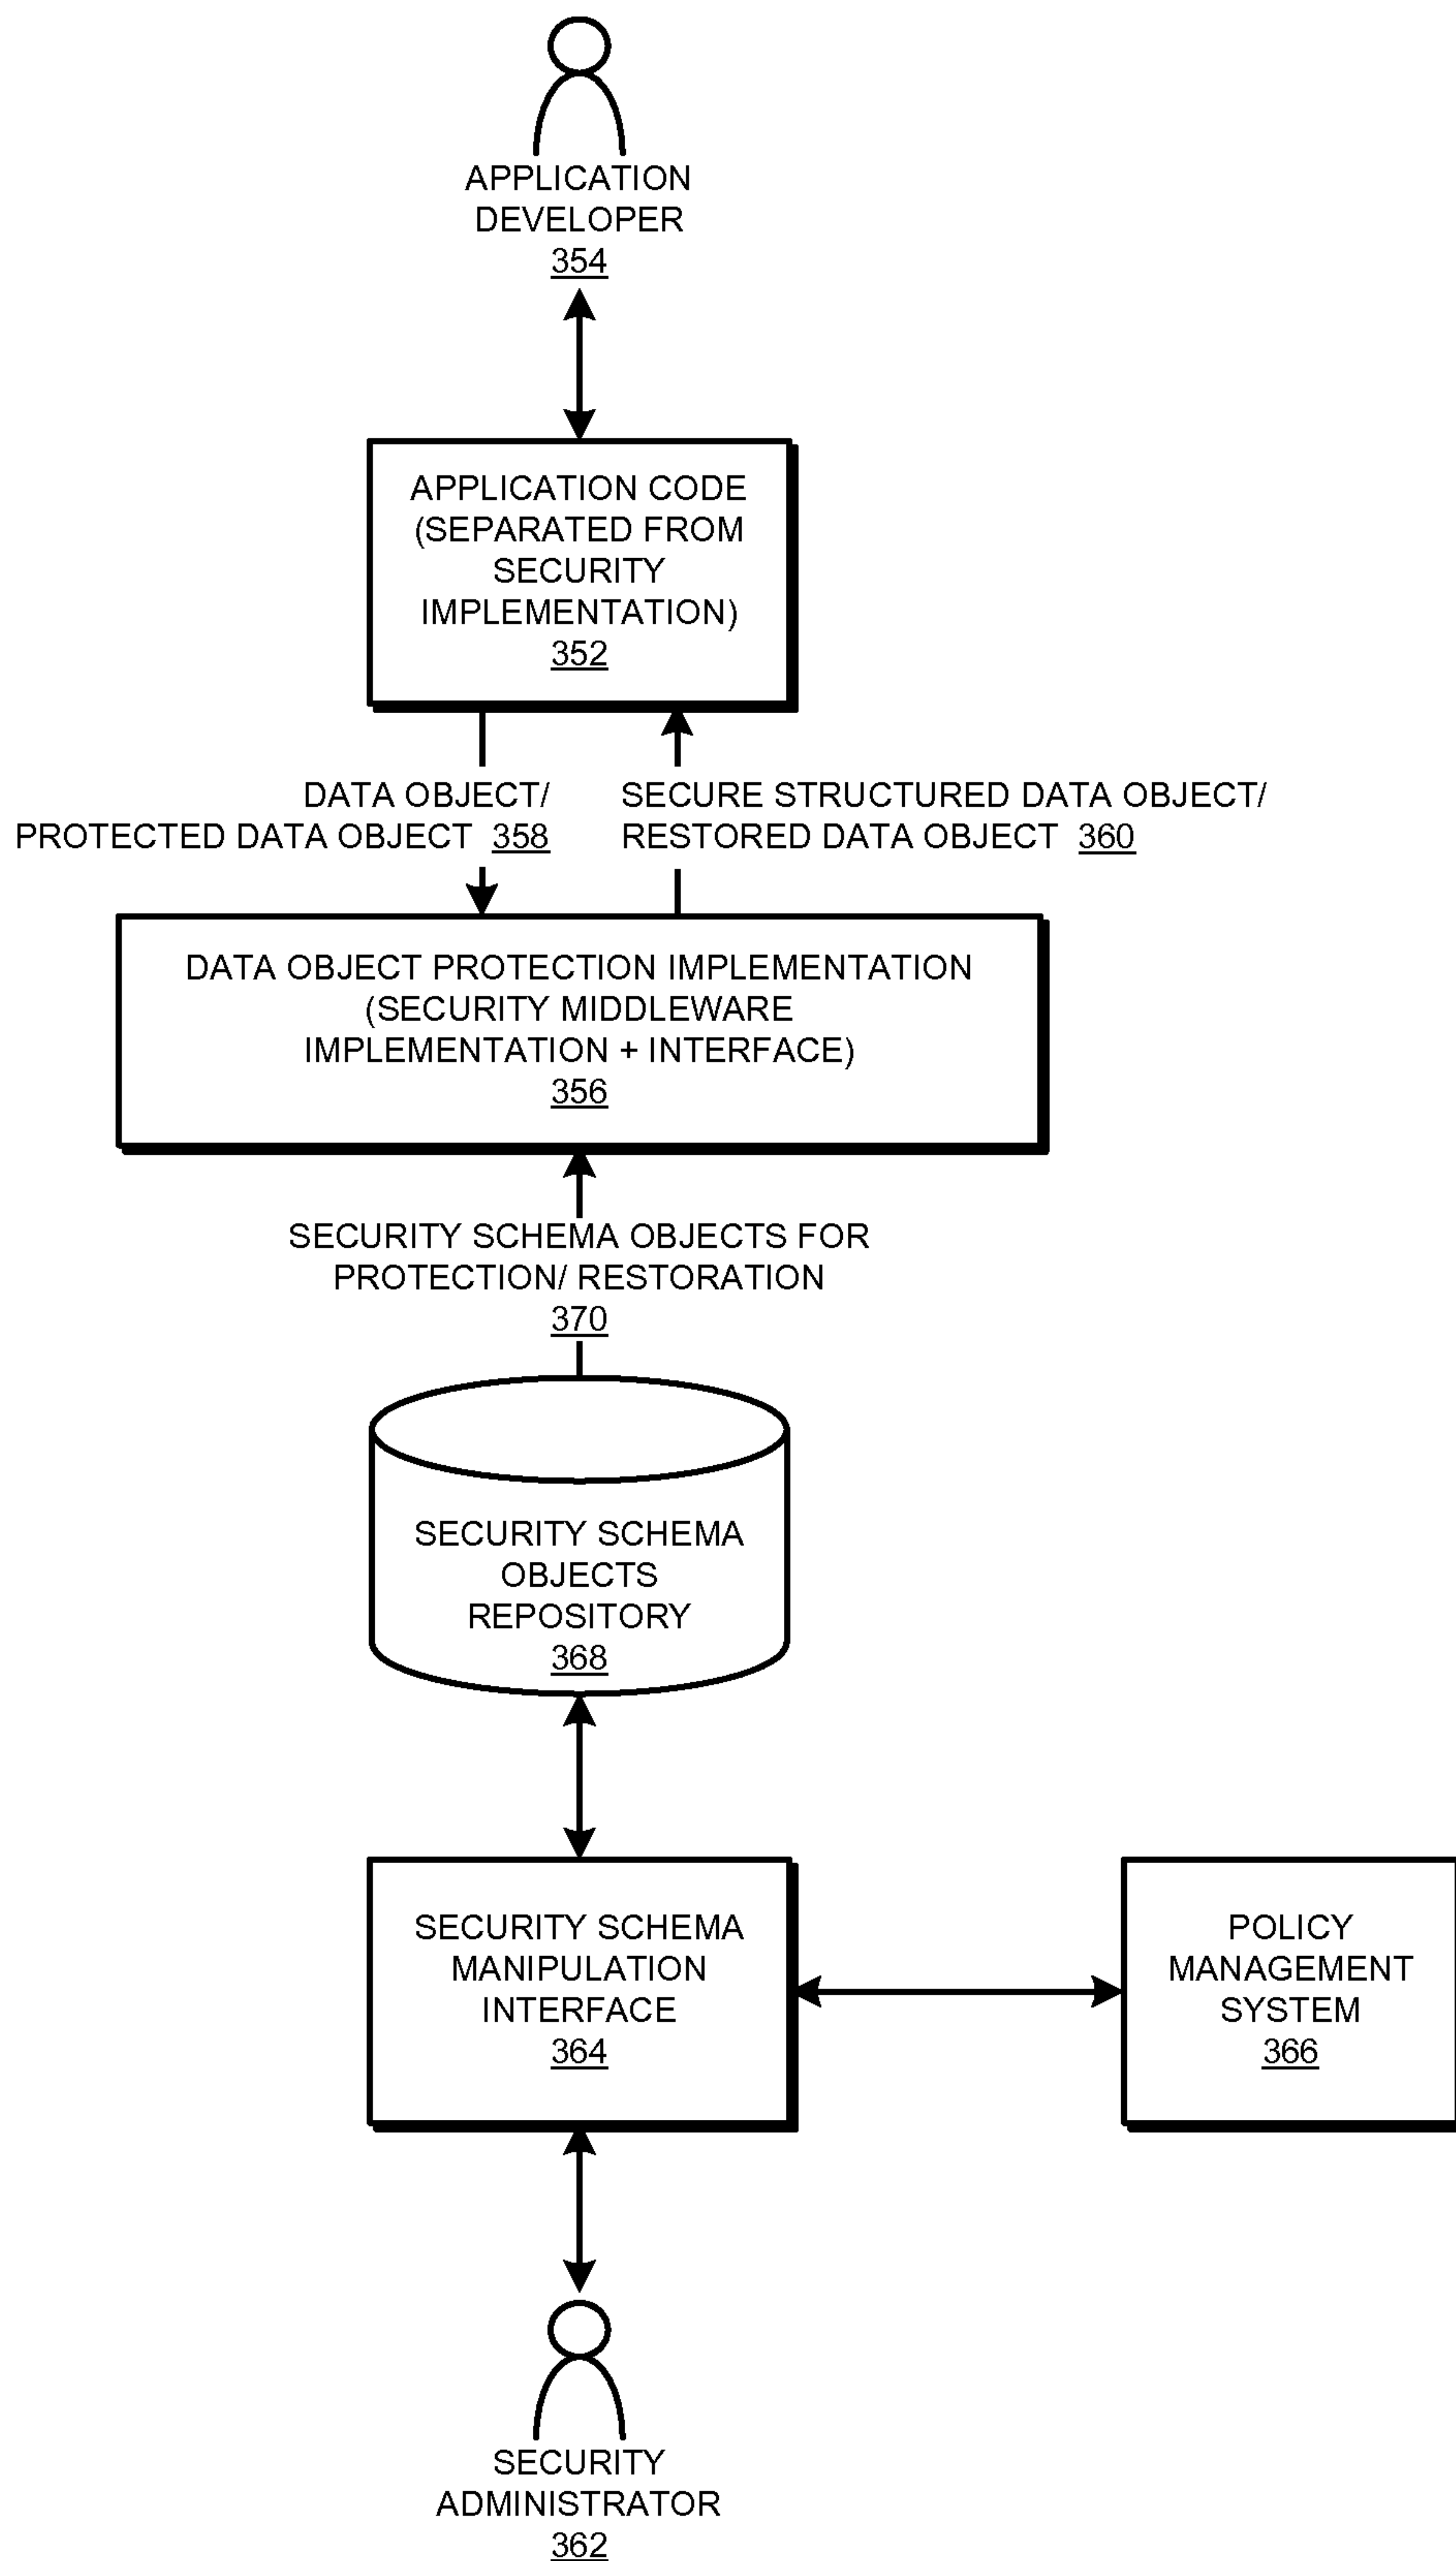 APPLICATION
DEVELOPER
354
APPLICATION CODE
(SEPARATED FROM
SECURITY
IMPLEMENTATION)
352
DATA OBJECT/
PROTECTED DATA OBJECT 358
SECURE STRUCTURED DATA OBJECT/
RESTORED DATA OBJECT 360
DATA OBJECT PROTECTION IMPLEMENTATION
(SECURITY MIDDLEWARE
IMPLEMENTATION + INTERFACE)
356
SECURITY SCHEMA OBJECTS FOR
PROTECTION/ RESTORATION
370
SECURITY SCHEMA
OBJECTS
REPOSITORY
368
SECURITY SCHEMA
MANIPULATION
INTERFACE
364
POLICY
MANAGEMENT
SYSTEM
366
SECURITY
ADMINISTRATOR
362